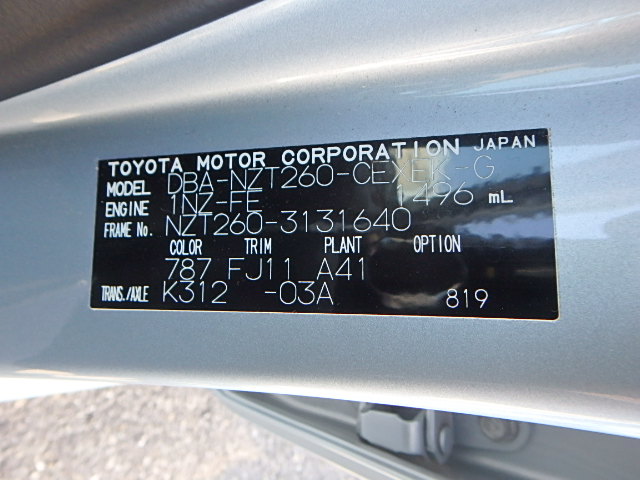 TOYOTA MOTOR CORPORATION JAPAN
MODEL DBA-NZT260-CEXEK-G
ENGINE 1NZ-FE 1496 mL
FRAME No. NZT260-3131640
COLOR TRIM PLANT OPTION
787 FJ11 A41
TRANS./AXLE K312 -03A 819